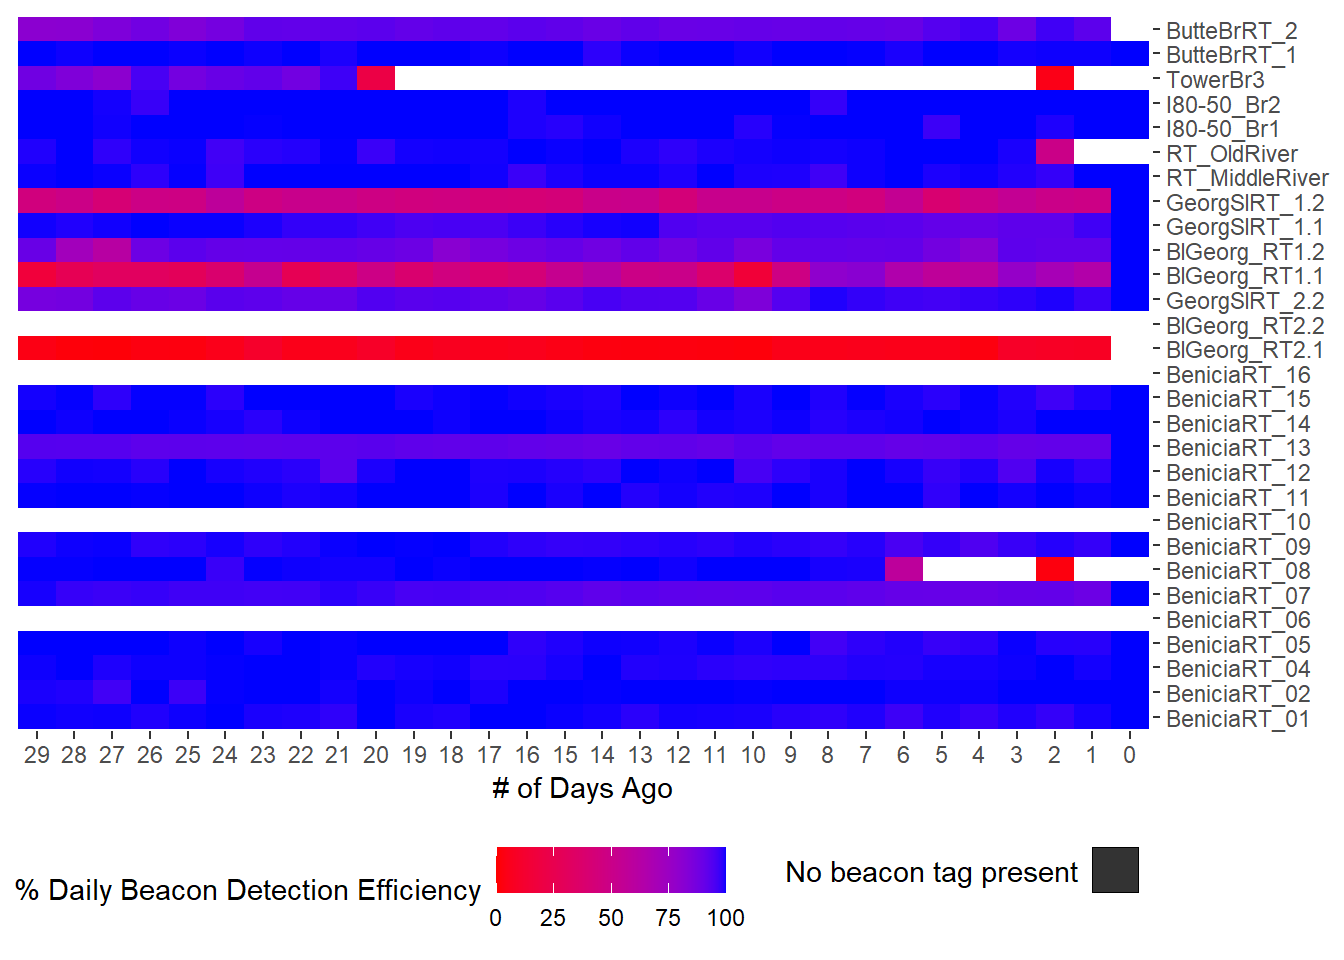 ButteBrRT_2
ButteBrRT_1
TowerBr3
I80-50_Br2
I80-50_Br1
RT_OldRiver
RT_MiddleRiver
GeorgSlRT_1.2
GeorgSlRT_1.1
BlGeorg_RT1.2
BlGeorg_RT1.1
GeorgSlRT_2.2
BlGeorg_RT2.2
BlGeorg_RT2.1
BeniciaRT_16
BeniciaRT_15
BeniciaRT_14
BeniciaRT_13
BeniciaRT_12
BeniciaRT_11
BeniciaRT_10
BeniciaRT_09
BeniciaRT_08
BeniciaRT_07
BeniciaRT_06
BeniciaRT_05
BeniciaRT_04
BeniciaRT_02
BeniciaRT_01
29 28 27 26 25 24 23 22 21 20 19 18 17 16 15 14 13 12 11 10 9 8 7 6 5 4 3 2 1 0
# of Days Ago
% Daily Beacon Detection Efficiency
0 25 50 75 100
No beacon tag present